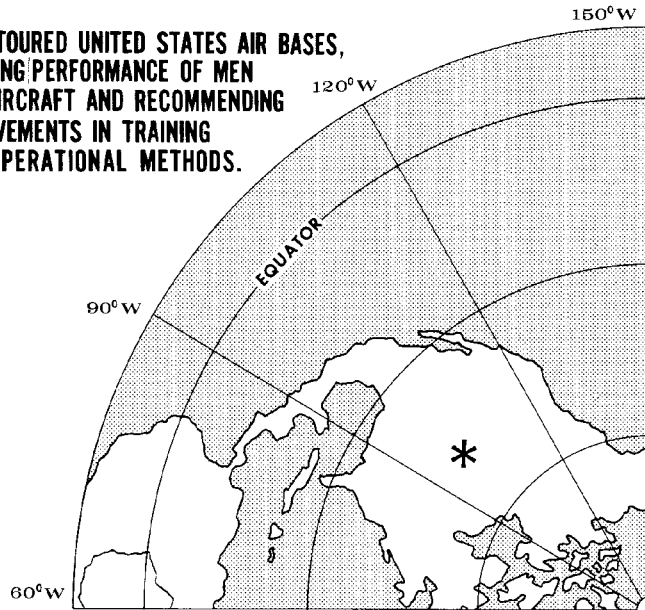 150°W
TOURED UNITED STATES AIR BASES,
PERFORMANCE OF MEN
AND RECOMMENDING
120°W
IN TRAINING
METHODS.
EQUATOR
90°W
*
60°W